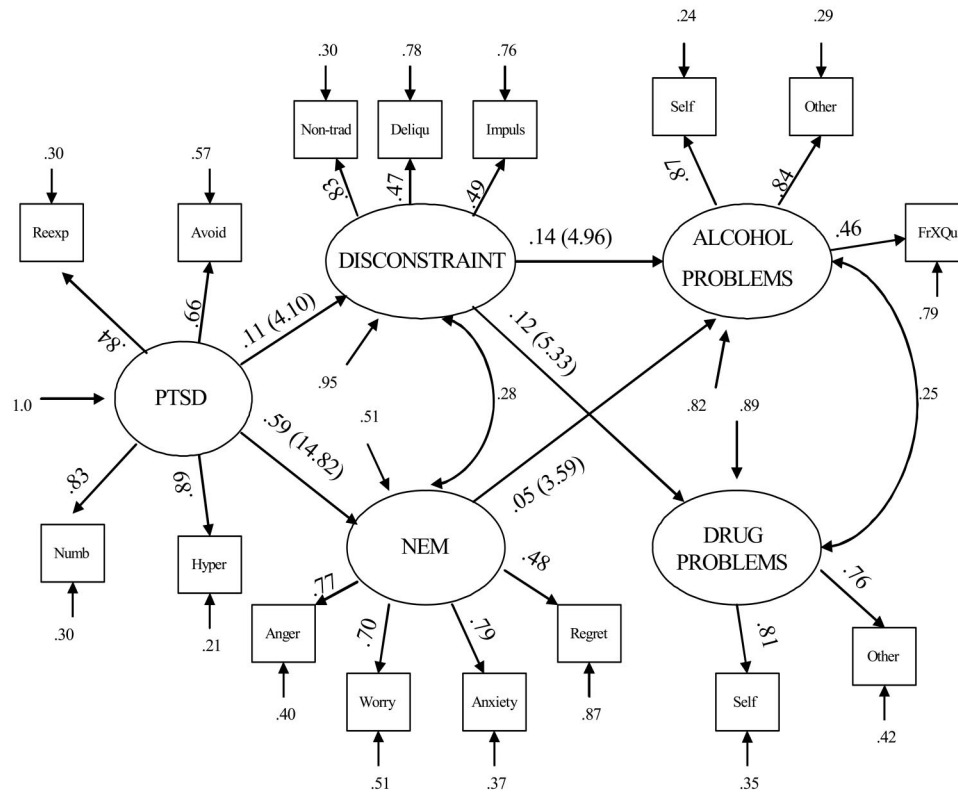 .24
.29
.30
.78
.76
Self
Other
Non-trad
Deliqu
Impuls
.30
.57
.87
.84
.83
.47
.49
Reexp
Avoid
FrXQu
.46
ALCOHOL
PROBLEMS
.14 (4.96)
DISCONSTRAINT
.84
.66
.79
.11 (4.10)
.12 (5.33)
PTSD
1.0
.95
.28
.82
.89
.25
.51
.59 (14.82)
.05 (3.59)
.83
.89
NEM
DRUG
PROBLEMS
Numb
Hyper
.48
.77
.76
.70
.79
.81
Anger
Regret
.30
.21
Other
Worry
Anxiety
Self
.40
.87
.42
.51
.37
.35